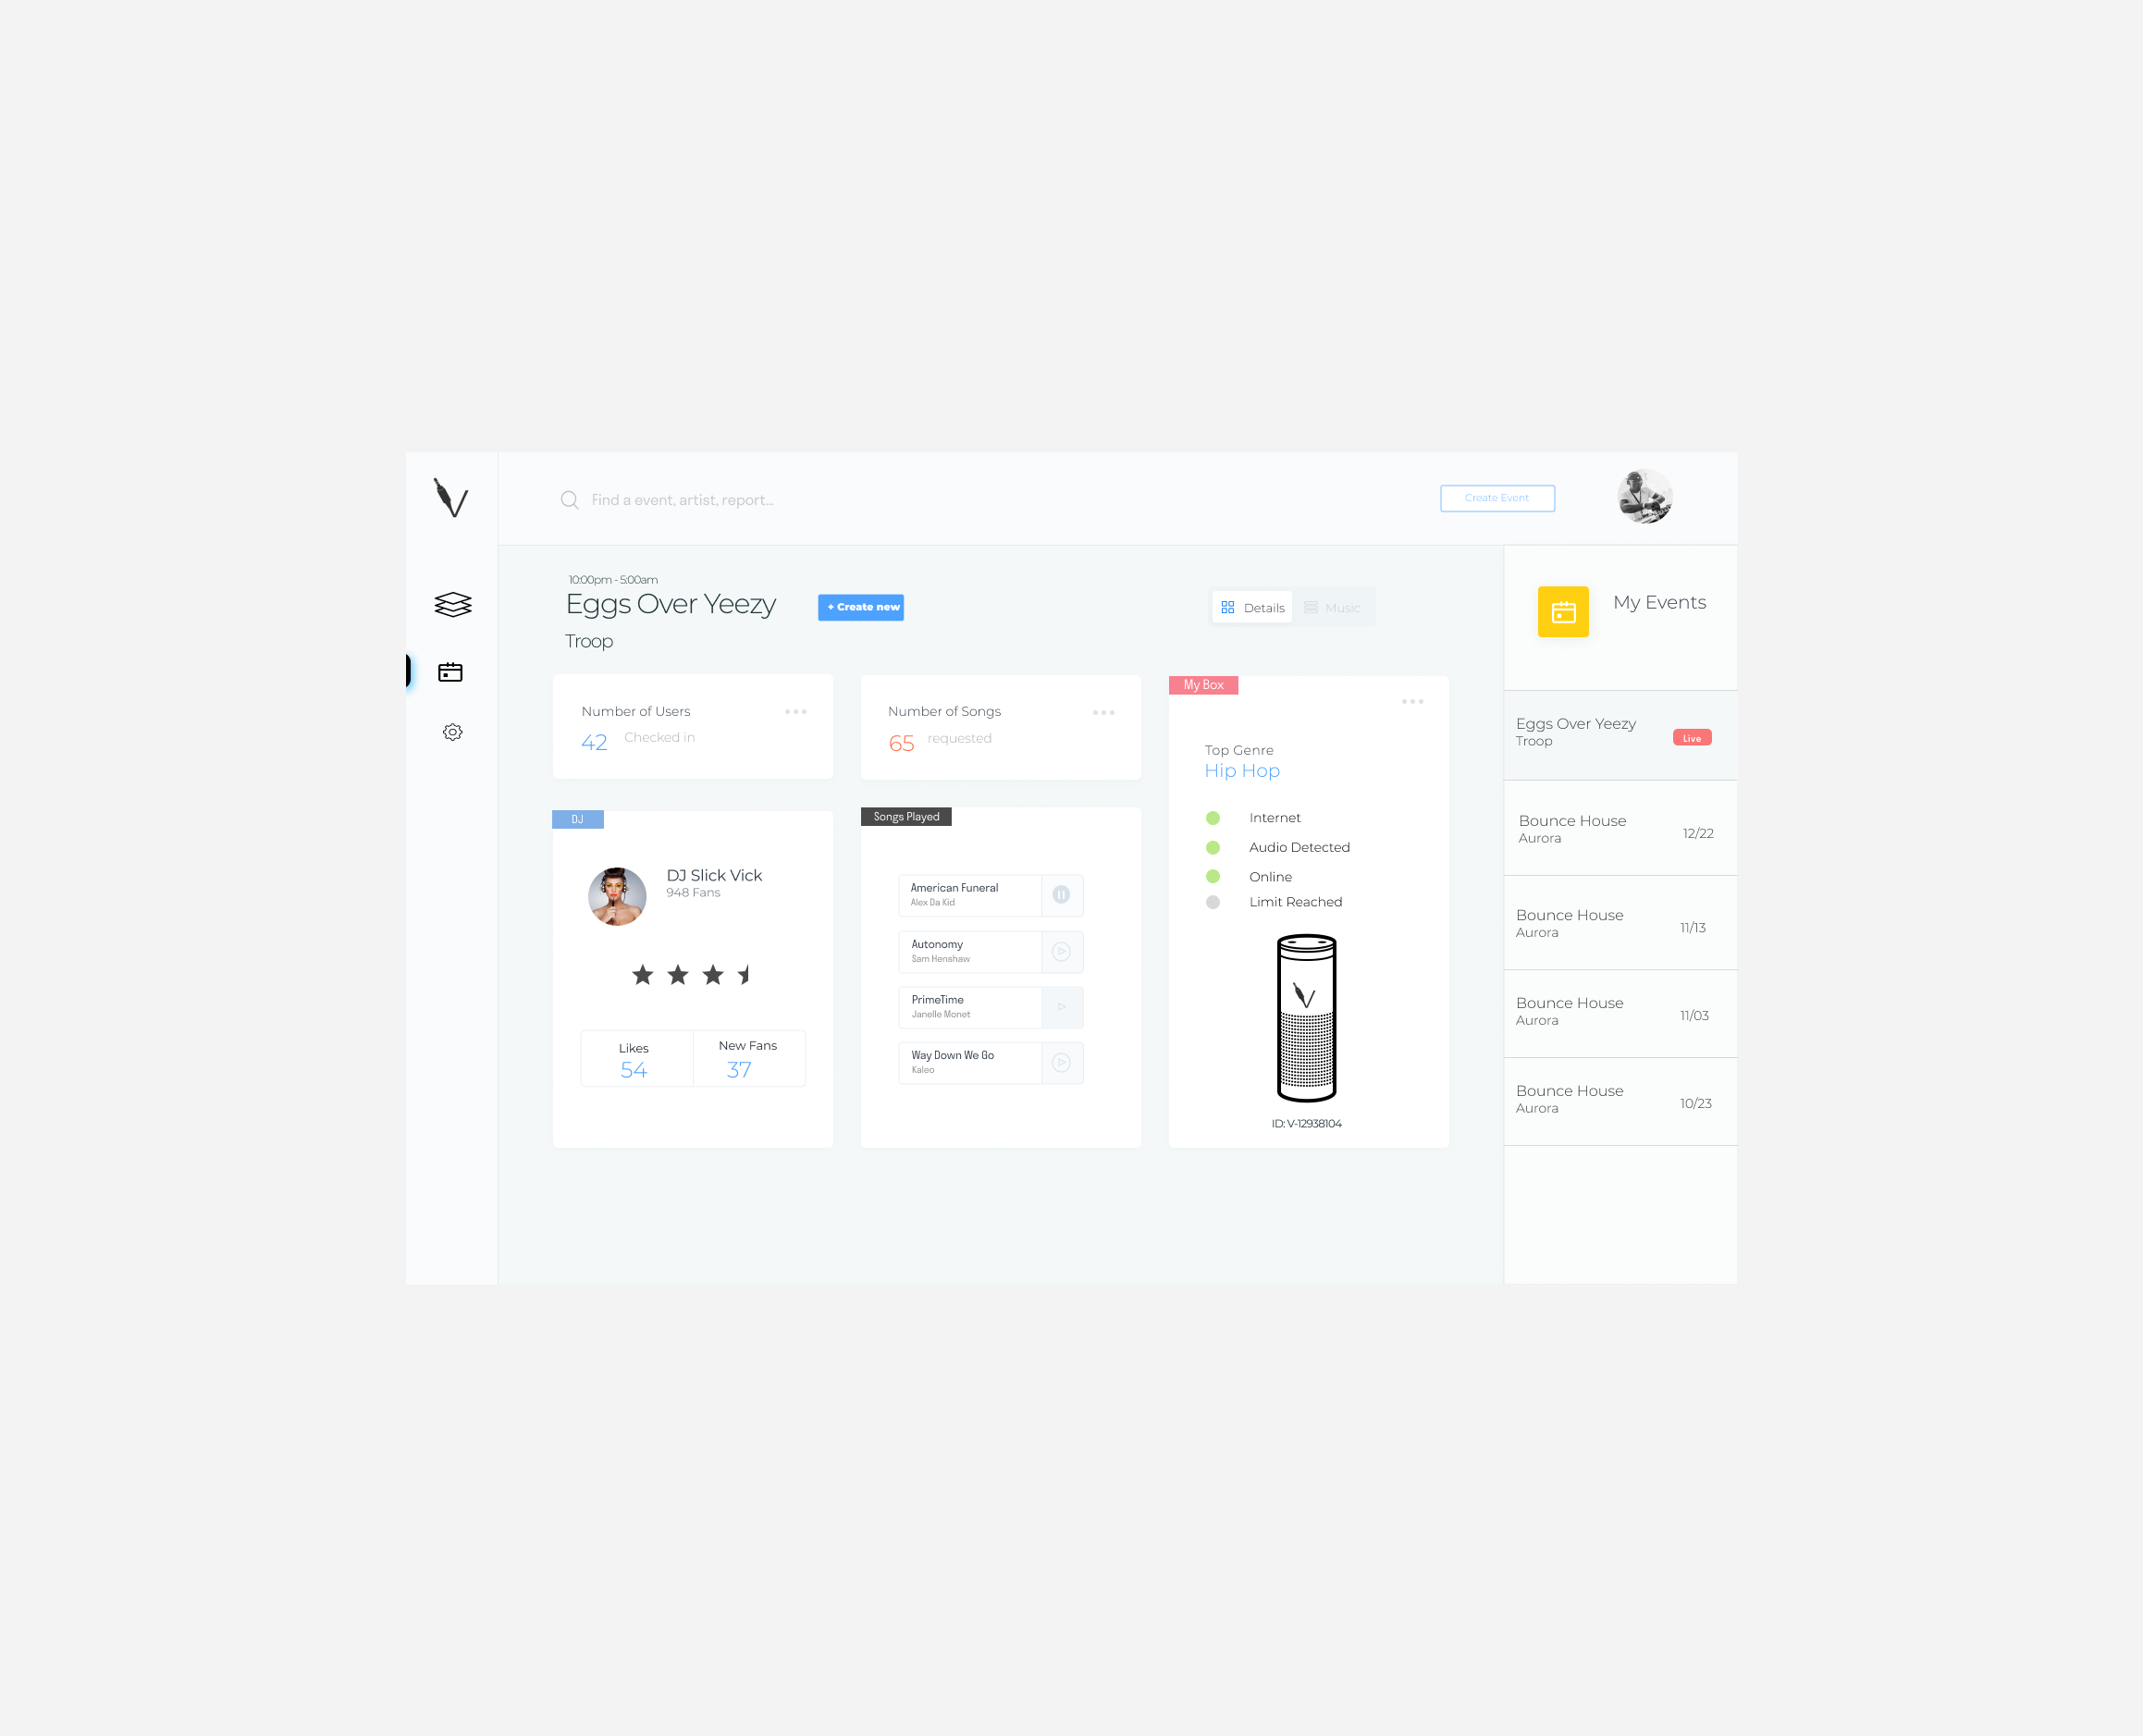 Find a event, artist, report...
Create Event
10:00pm - 5:00am
Eggs Over Yeezy
+ Create new
Troop
Details
Music
My Events
Number of Users
42 Checked in
Number of Songs
65 requested
My Box
Top Genre
Hip Hop
Internet
Audio Detected
Online
Limit Reached
ID: V-12938104
DJ
DJ Slick Vick
948 Fans
Likes
54
New Fans
37
Songs Played
American Funeral
Alex Da Kid
Autonomy
Sam Henshaw
PrimeTime
Janelle Monet
Way Down We Go
Kaleo
Eggs Over Yeezy
Troop
Live
Bounce House
Aurora
12/22
Bounce House
Aurora
11/13
Bounce House
Aurora
11/03
Bounce House
Aurora
10/23